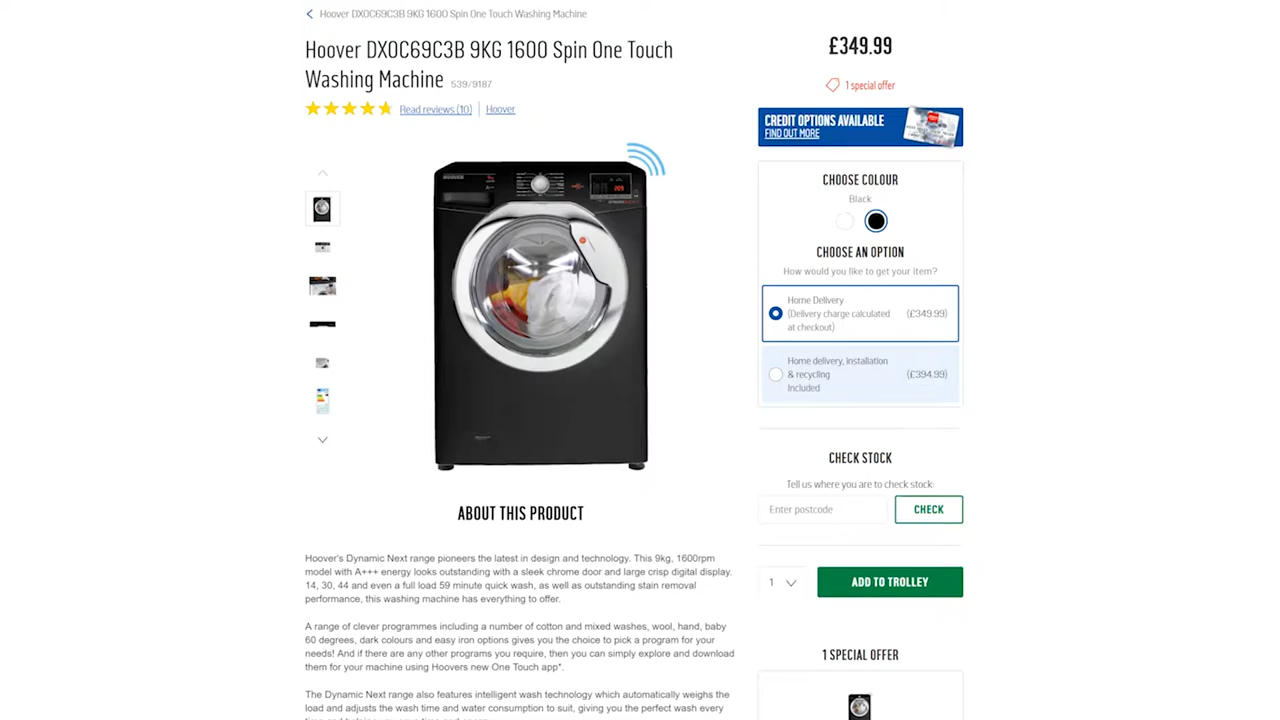 Hoover DXOC69C3B 9KG 1600 Spin One Touch Washing Machine
Hoover DXOC69C3B 9KG 1600 Spin One Touch
Washing Machine 539/9187
Read reviews (10) Hoover
£349.99
1 special offer
CREDIT OPTIONS AVAILABLE
FIND OUT MORE
HOOVER
CHOOSE COLOUR
Black
CHOOSE AN OPTION
How would you like to get your item?
Home Delivery
(Delivery charge calculated (£349.99)
at checkout)
Home delivery, installation
& recycling (£394.99)
Included
CHECK STOCK
Tell us where you are to check stock:
Enter postcode CHECK
1 ADD TO TROLLEY
1 SPECIAL OFFER
ABOUT THIS PRODUCT
Hoover's Dynamic Next range pioneers the latest in design and technology. This 9kg, 1600rpm
model with A+++ energy looks outstanding with a sleek chrome door and large crisp digital display.
14, 30, 44 and even a full load 59 minute quick wash, as well as outstanding stain removal
performance, this washing machine has everything to offer.
A range of clever programmes including a number of cotton and mixed washes, wool, hand, baby
60 degrees, dark colours and easy iron options gives you the choice to pick a program for your
needs! And if there are any other programs you require, then you can simply explore and download
them for your machine using Hoovers new One Touch app*.
The Dynamic Next range also features intelligent wash technology which automatically weighs the
load and adjusts the wash time and water consumption to suit, giving you the perfect wash every